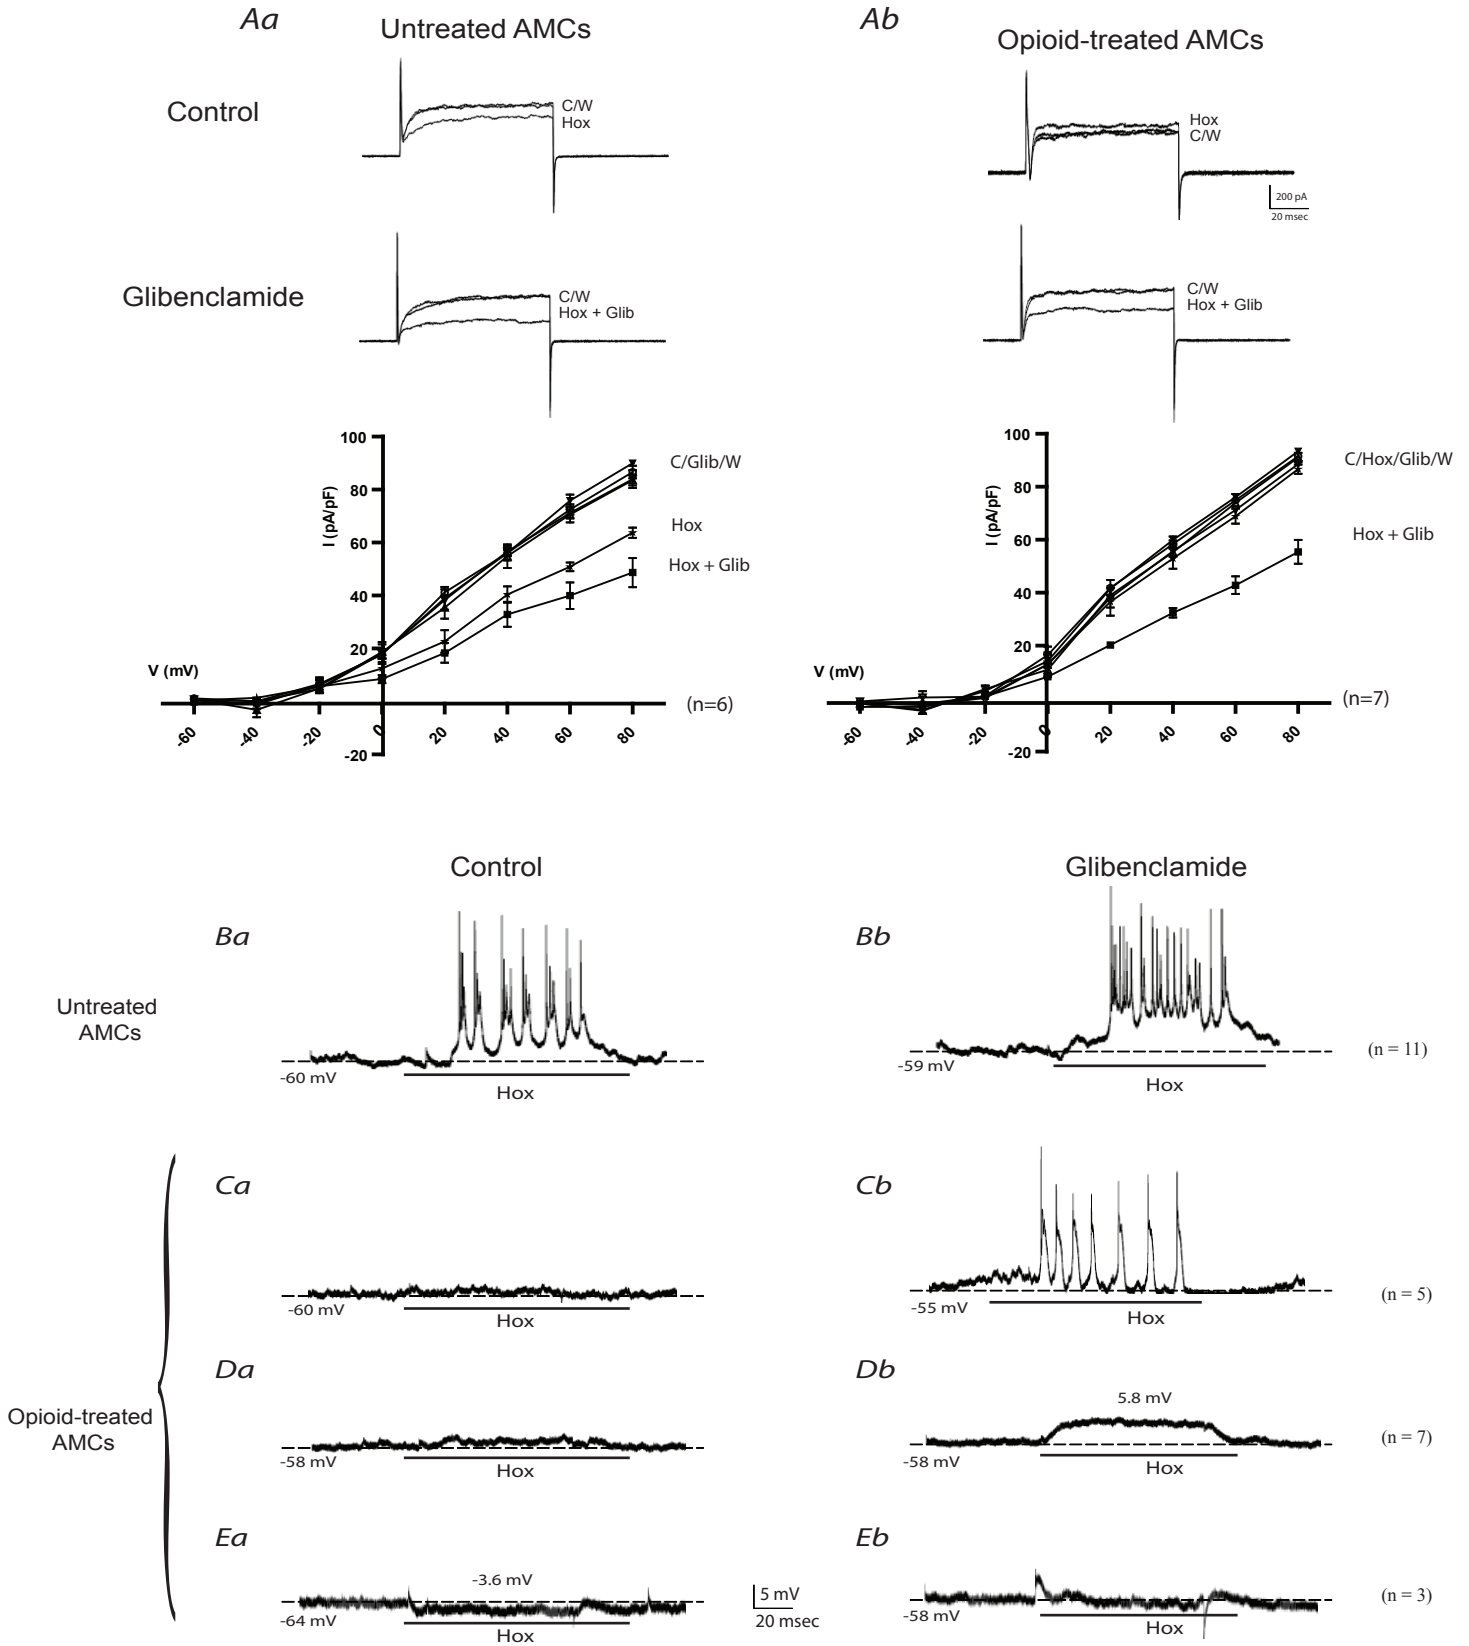 Aa
Untreated AMCs
Ab
Opioid-treated AMCs
Control
C/W
Hox
Hox
C/W
200 pA
20 msec
Glibenclamide
C/W
Hox + Glib
C/W
Hox + Glib
100
80
60
40
20
-20
I (pA/pF)
V (mV)
-60
-40
-20
0
20
40
60
80
C/Glib/W
Hox
Hox + Glib
(n=6)
100
80
60
40
20
-20
I (pA/pF)
V (mV)
-60
-40
-20
0
20
40
60
80
C/Hox/Glib/W
Hox + Glib
(n=7)
Control
Glibenclamide
Untreated
AMCs
Ba
-60 mV
Hox
Bb
-59 mV
Hox
(n = 11)
Opioid-treated
AMCs
Ca
-60 mV
Hox
Cb
-55 mV
Hox
(n = 5)
Da
-58 mV
Hox
Db
5.8 mV
-58 mV
Hox
(n = 7)
Ea
-3.6 mV
-64 mV
Hox
5 mV
20 msec
Eb
-58 mV
Hox
(n = 3)